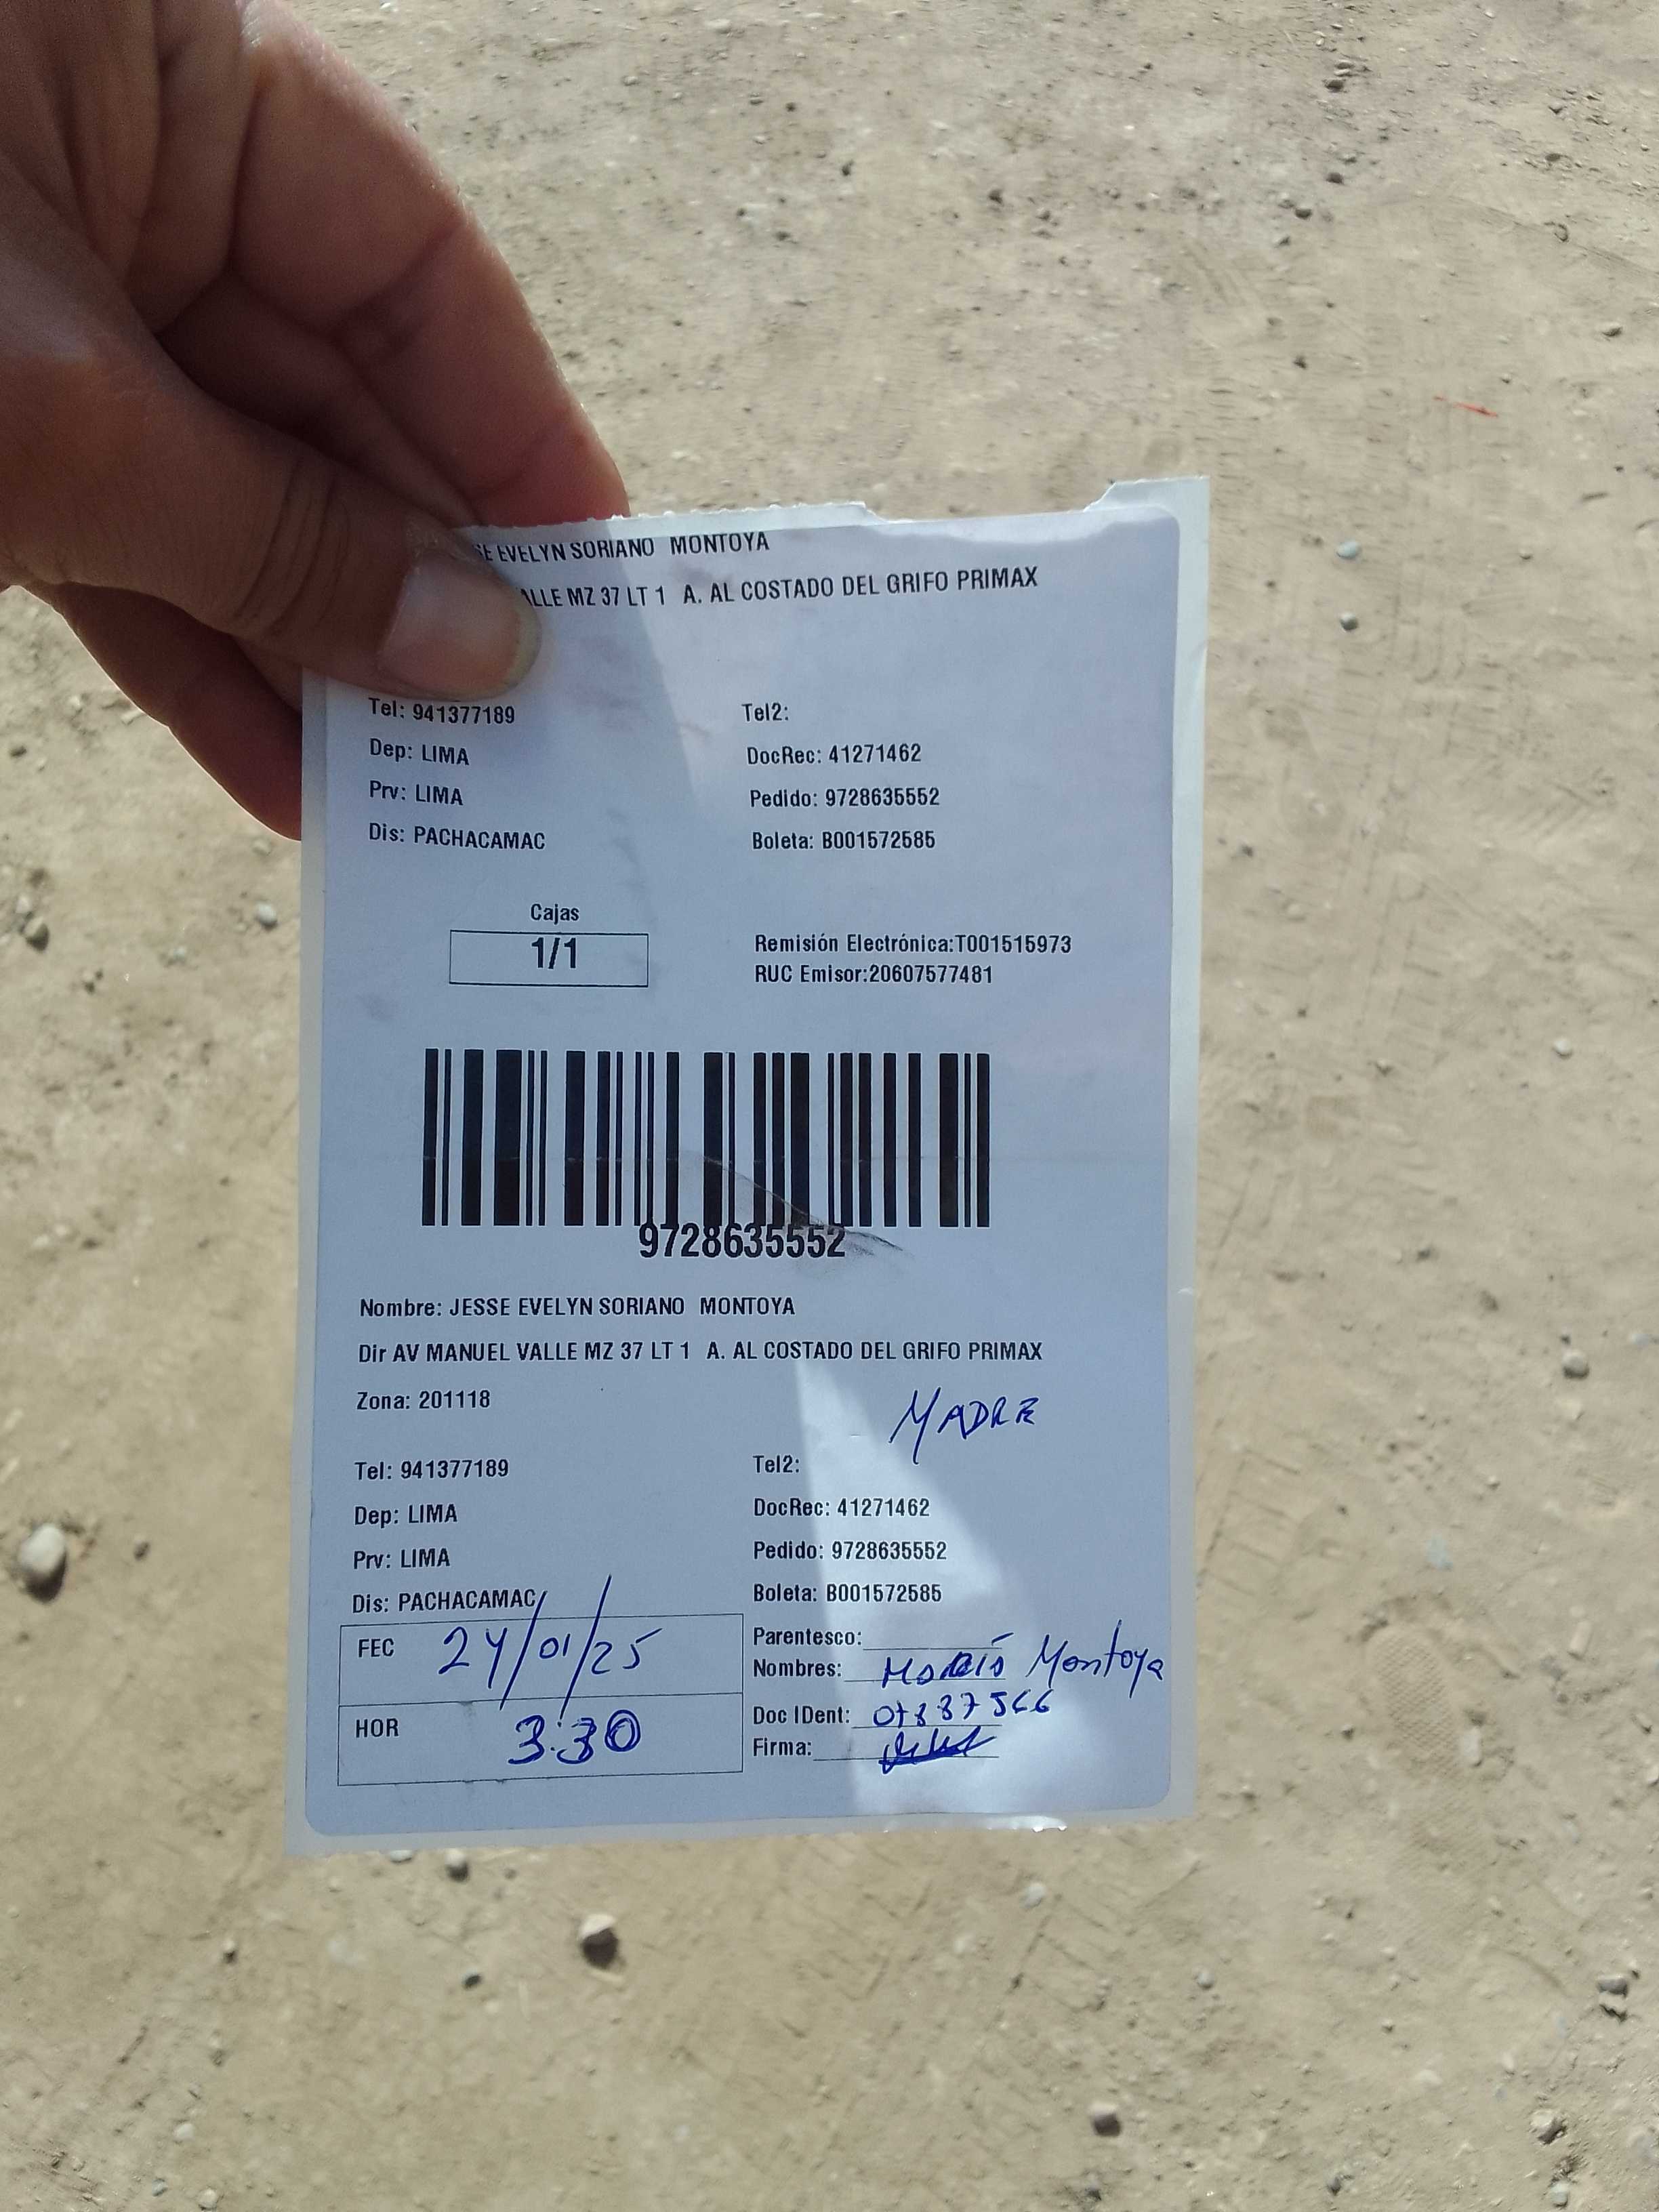 SE EVELYN SORIANO MONTOYA
ALLE MZ 37 LT 1 A. AL COSTADO DEL GRIFO PRIMAX
Tel: 941377189 Tel2:
Dep: LIMA DocRec: 41271462
Prv: LIMA Pedido: 9728635552
Dis: PACHACAMAC Boleta: B001572585
Cajas
1/1
Remisión Electrónica:T001515973
RUC Emisor:20607577481
9728635552
Nombre: JESSE EVELYN SORIANO MONTOYA
Dir AV MANUEL VALLE MZ 37 LT 1 A. AL COSTADO DEL GRIFO PRIMAX
Zona: 201118
MADRE
Tel: 941377189 Tel2:
Dep: LIMA DocRec: 41271462
Prv: LIMA Pedido: 9728635552
Dis: PACHACAMAC Boleta: B001572585
FEC 24/01/25
HOR 3:30
Parentesco:
Nombres: Montoya
Doc IDent:
Firma: